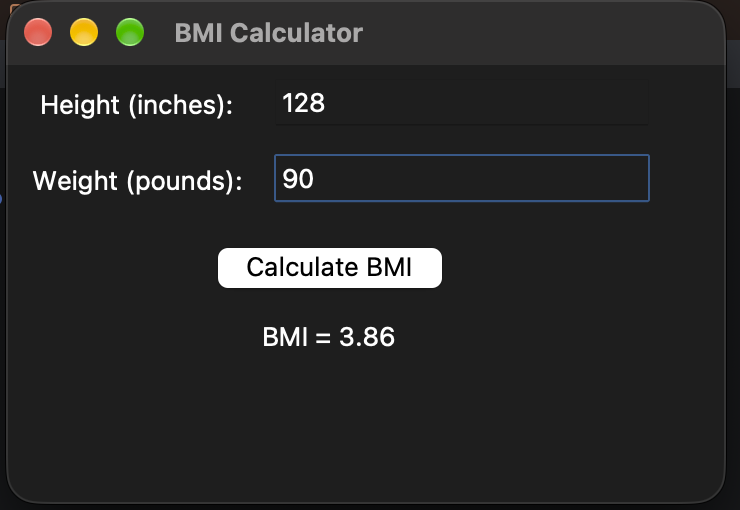 BMI Calculator
Height (inches): 128
Weight (pounds): 90
Calculate BMI
BMI = 3.86